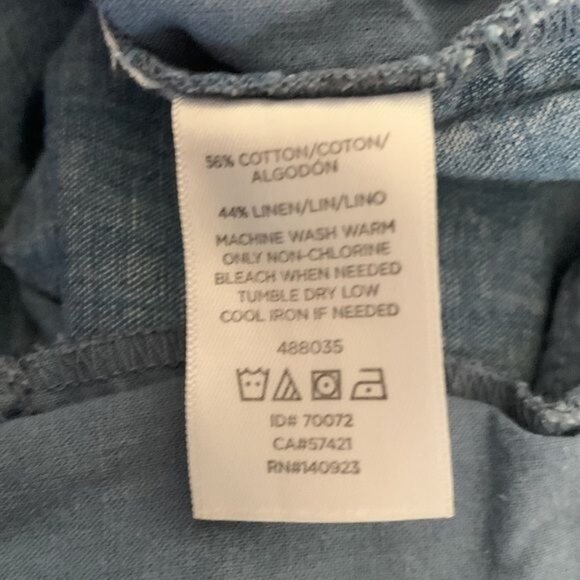 56% COTTON/COTON/
ALGODÓN
44% LINEN/LIN/LINO
MACHINE WASH WARM
ONLY NON-CHLORINE
BLEACH WHEN NEEDED
TUMBLE DRY LOW
COOL IRON IF NEEDED
488035
ID# 70072
CA#57421
RN#140923